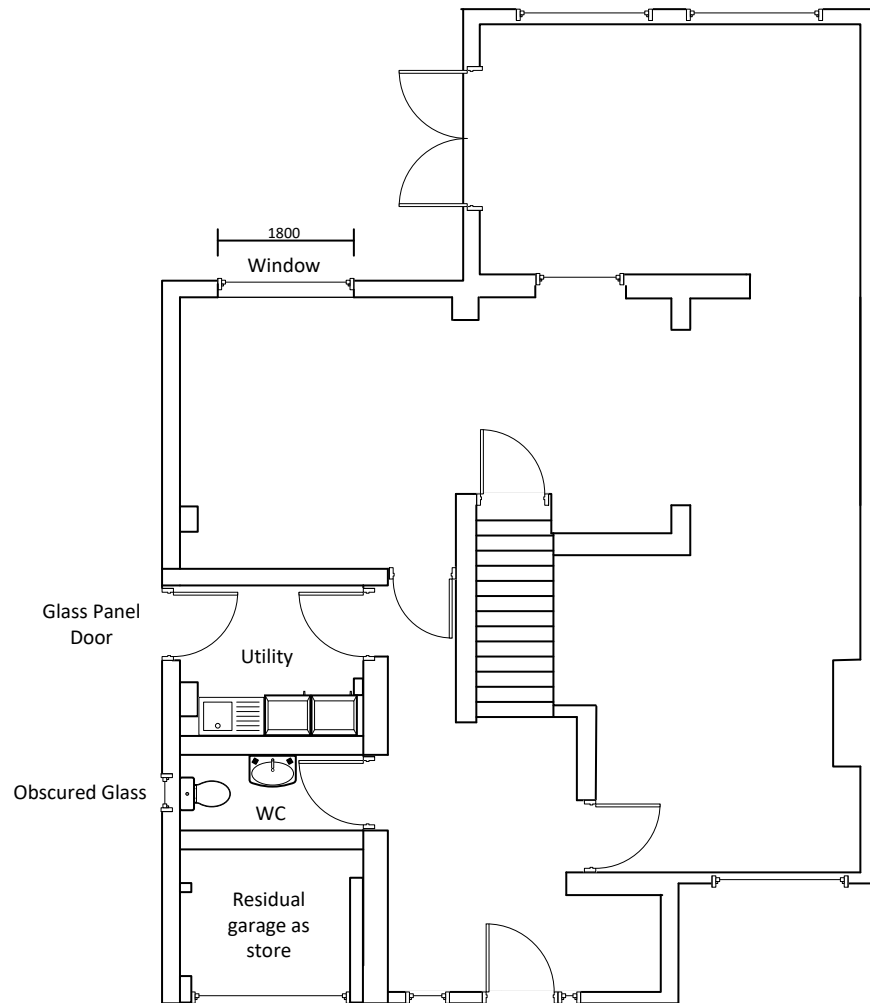 1800
Window
Glass Panel
Door
Utility
Obscured Glass
WC
Residual
garage as
store